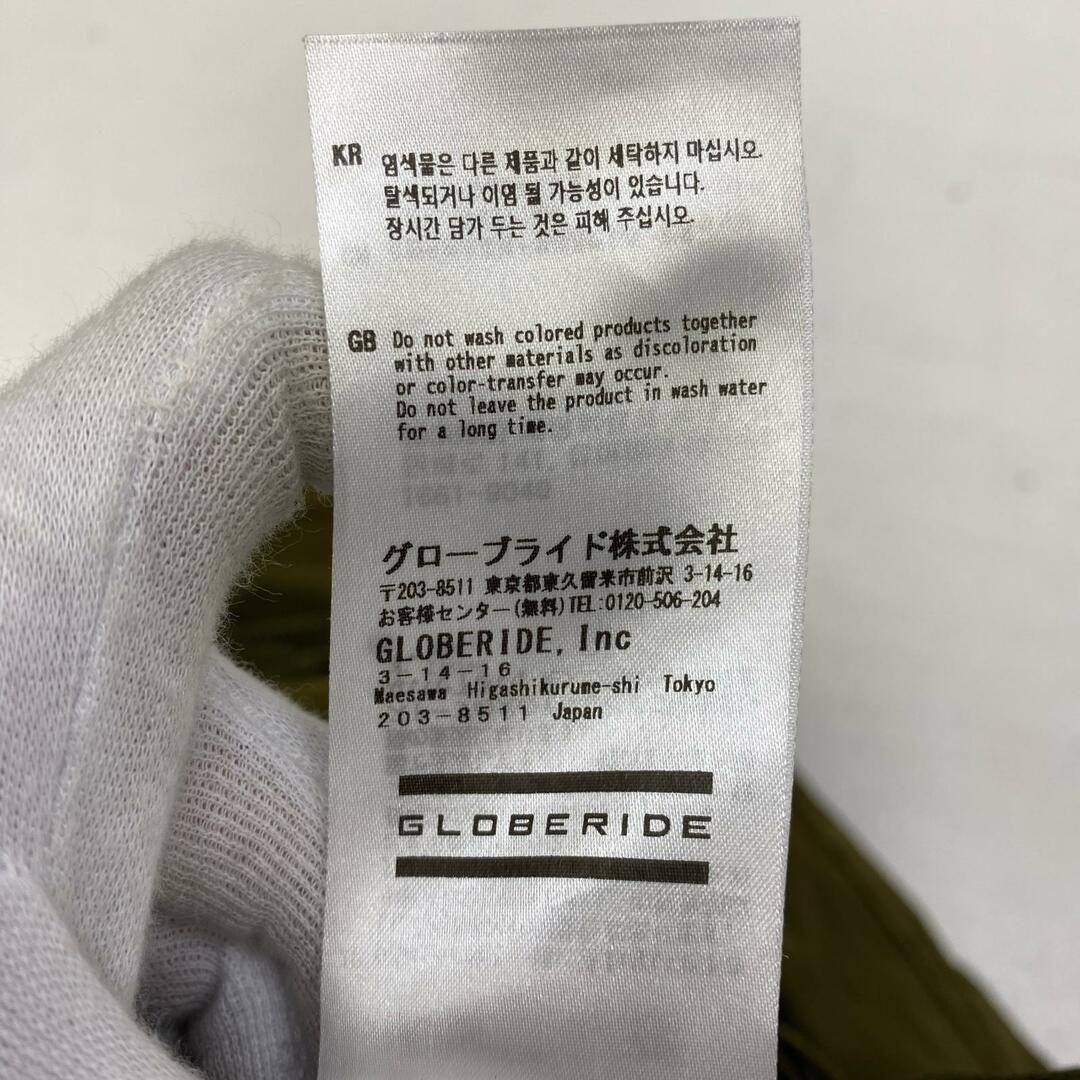 KR 염색물은 다른 제품과 같이 세탁하지 마십시오.
탈색되거나 이염 될 가능성이 있습니다.
장시간 담가 두는 것은 피해 주십시오.
GB Do not wash colored products together
with other materials as discoloration
or color-transfer may occur.
Do not leave the product in wash water
for a long time.
グローブライド株式会社
〒203-8511 東京都東久留米市前沢 3-14-16
お客様センター(無料)TEL:0120-506-204
GLOBERIDE, Inc
3-14-16
Maesawa Higashikurume-shi Tokyo
203-8511 Japan
GLOBERIDE